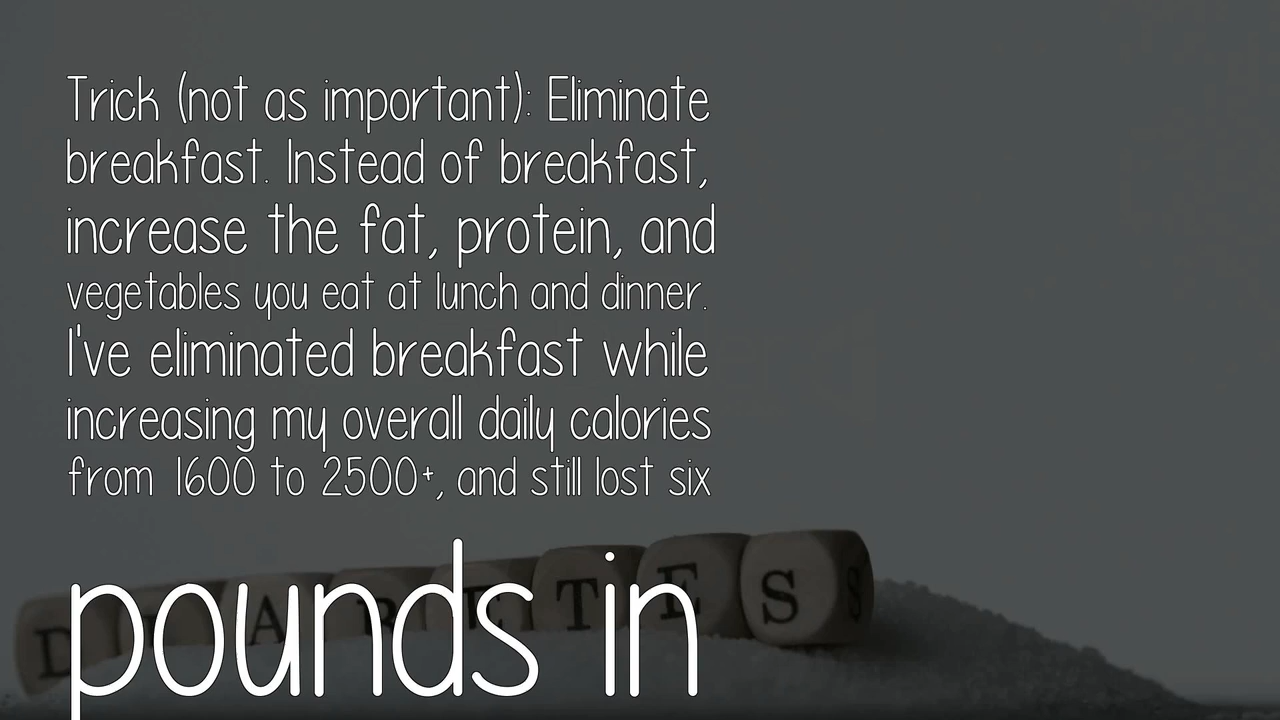 Trick (not as important): Eliminate
breakfast. Instead of breakfast,
increase the fat, protein, and
vegetables you eat at lunch and dinner.
I've eliminated breakfast while
increasing my overall daily calories
from 1600 to 2500+, and still lost six
pounds in
DIABETES S